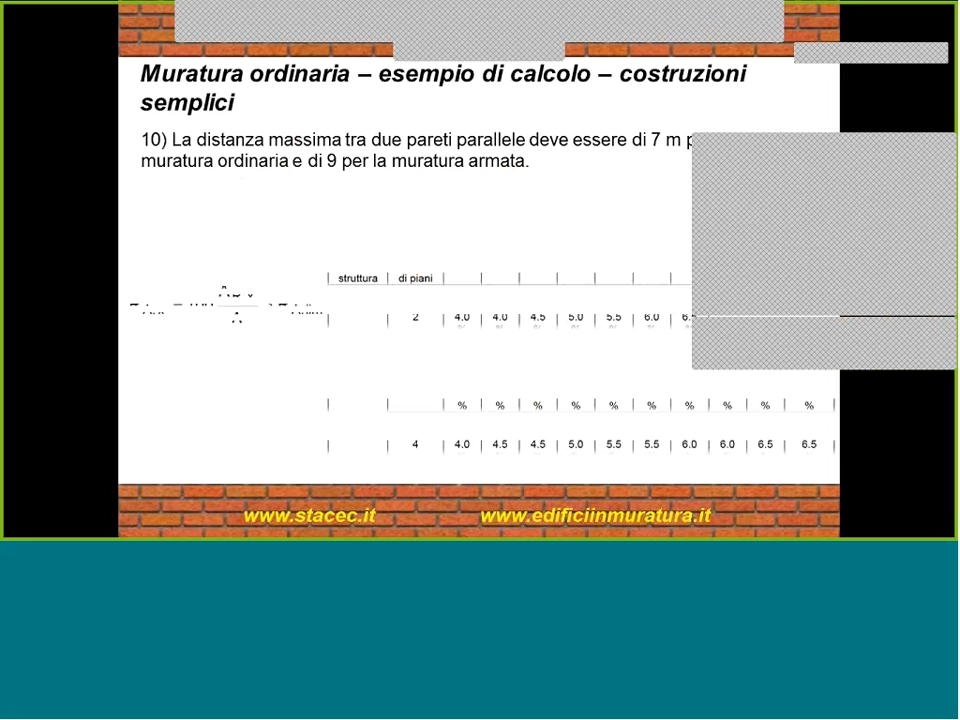 Muratura ordinaria – esempio di calcolo – costruzioni
semplici
10) La distanza massima tra due pareti parallele deve essere di 7 m
muratura ordinaria e di 9 per la muratura armata.
struttura di piani
2 4.0 4.0 4.5 5.0 5.5 6.0
% % % % % % % % % %
4 4.0 4.5 4.5 5.0 5.5 5.5 6.0 6.0 6.5 6.5
www.stacec.it www.edificiinmuratura.it